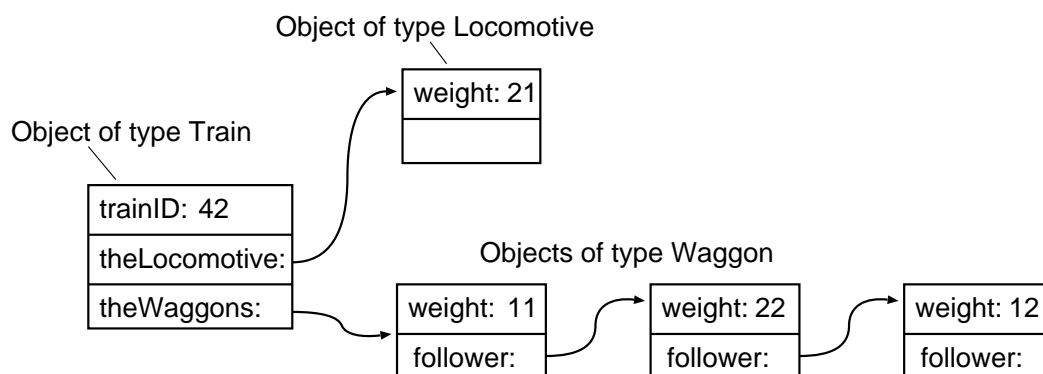 Object of type Locomotive
weight: 21
Object of type Train
trainID: 42
theLocomotive:
theWaggons:
Objects of type Waggon
weight: 11
follower:
weight: 22
follower:
weight: 12
follower: